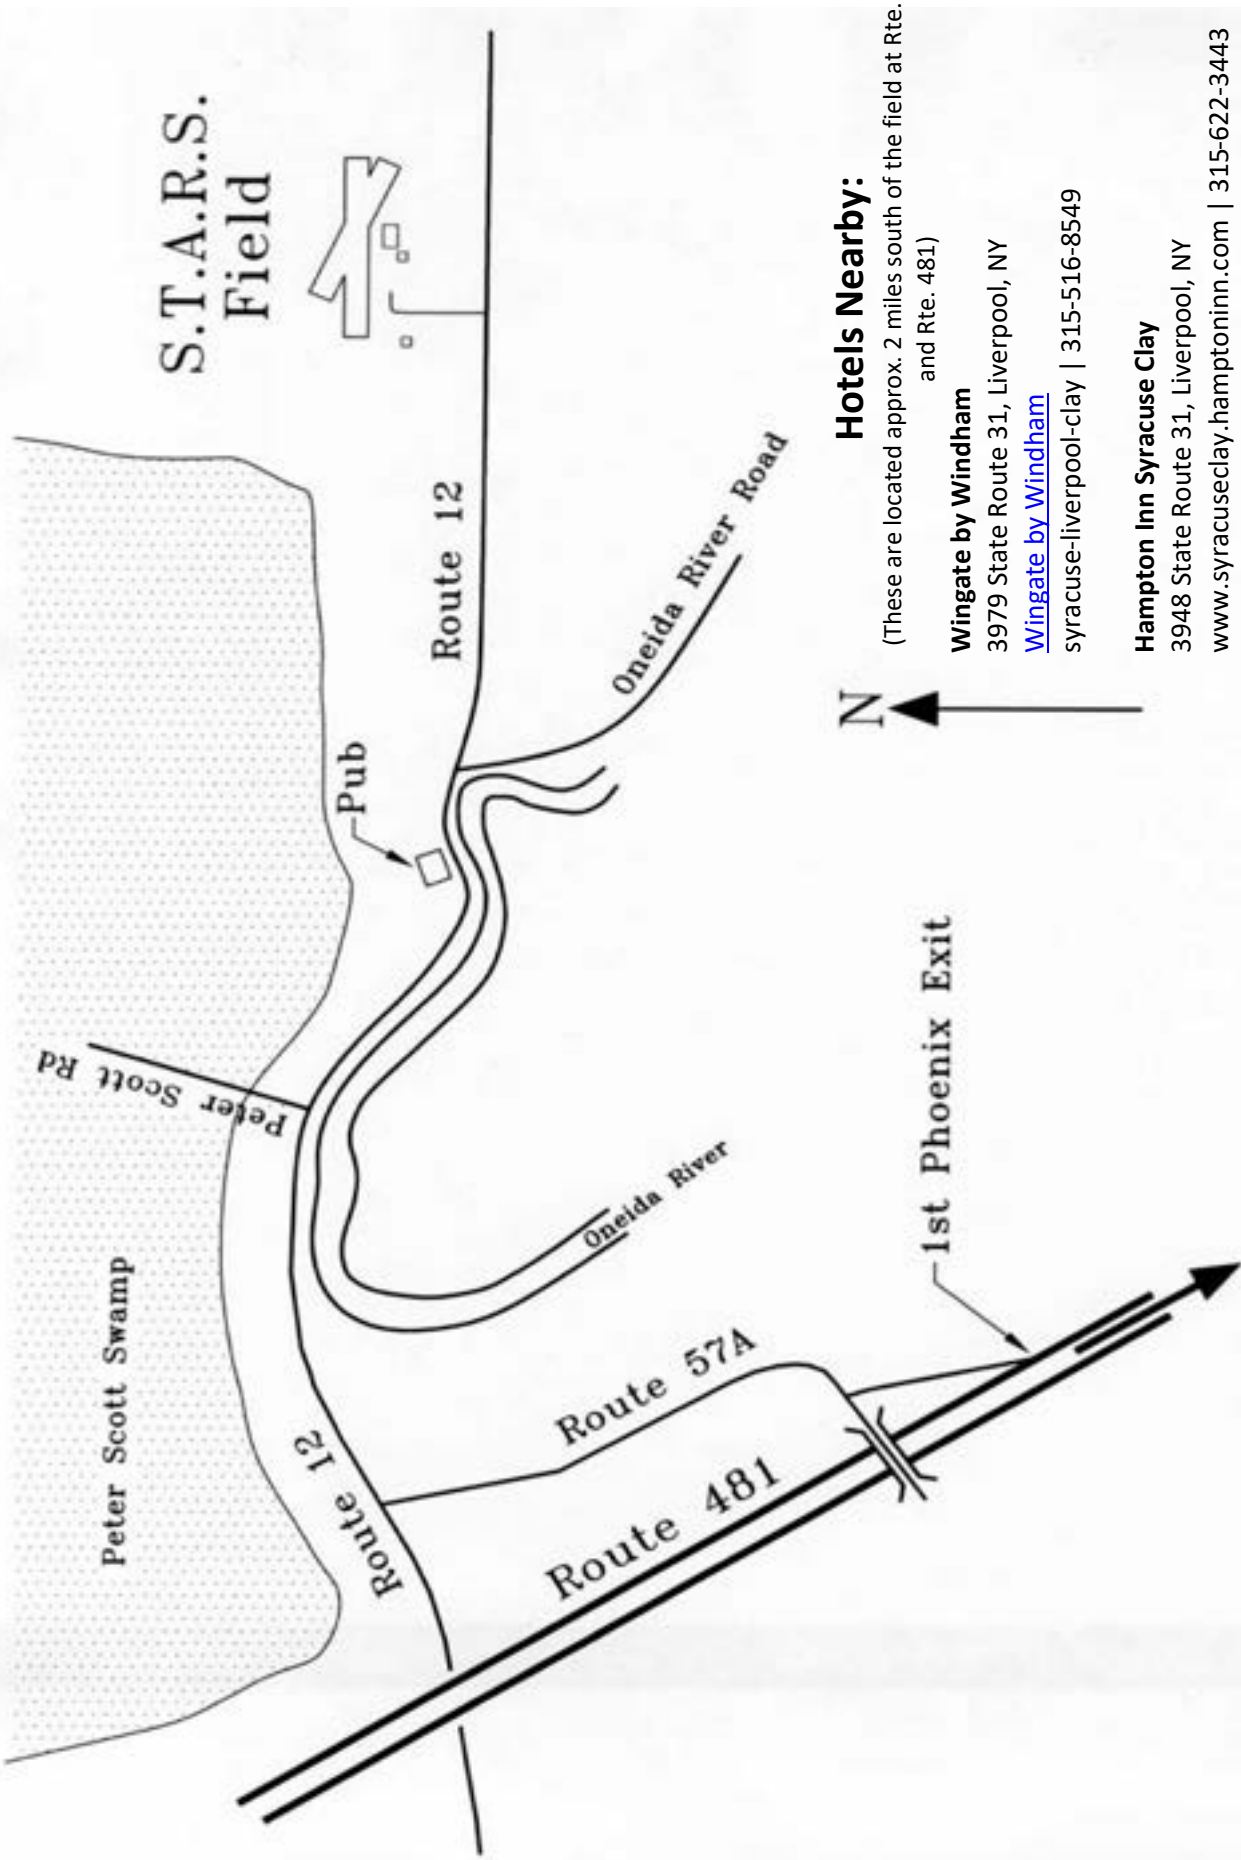 S.T.A.R.S.
Field
Peter Scott Swamp
Peter Scott Rd
Pub
Route 12
Route 12
Oneida River Road
Oneida River
Route 57A
Route 481
1st Phoenix Exit
N
Hotels Nearby:
(These are located approx. 2 miles south of the field at Rte.
and Rte. 481)
Wingate by Windham
3979 State Route 31, Liverpool, NY
Wingate by Windham
syracuse-liverpool-clay | 315-516-8549
Hampton Inn Syracuse Clay
3948 State Route 31, Liverpool, NY
www.syracuseclay.hamptoninn.com | 315-622-3443